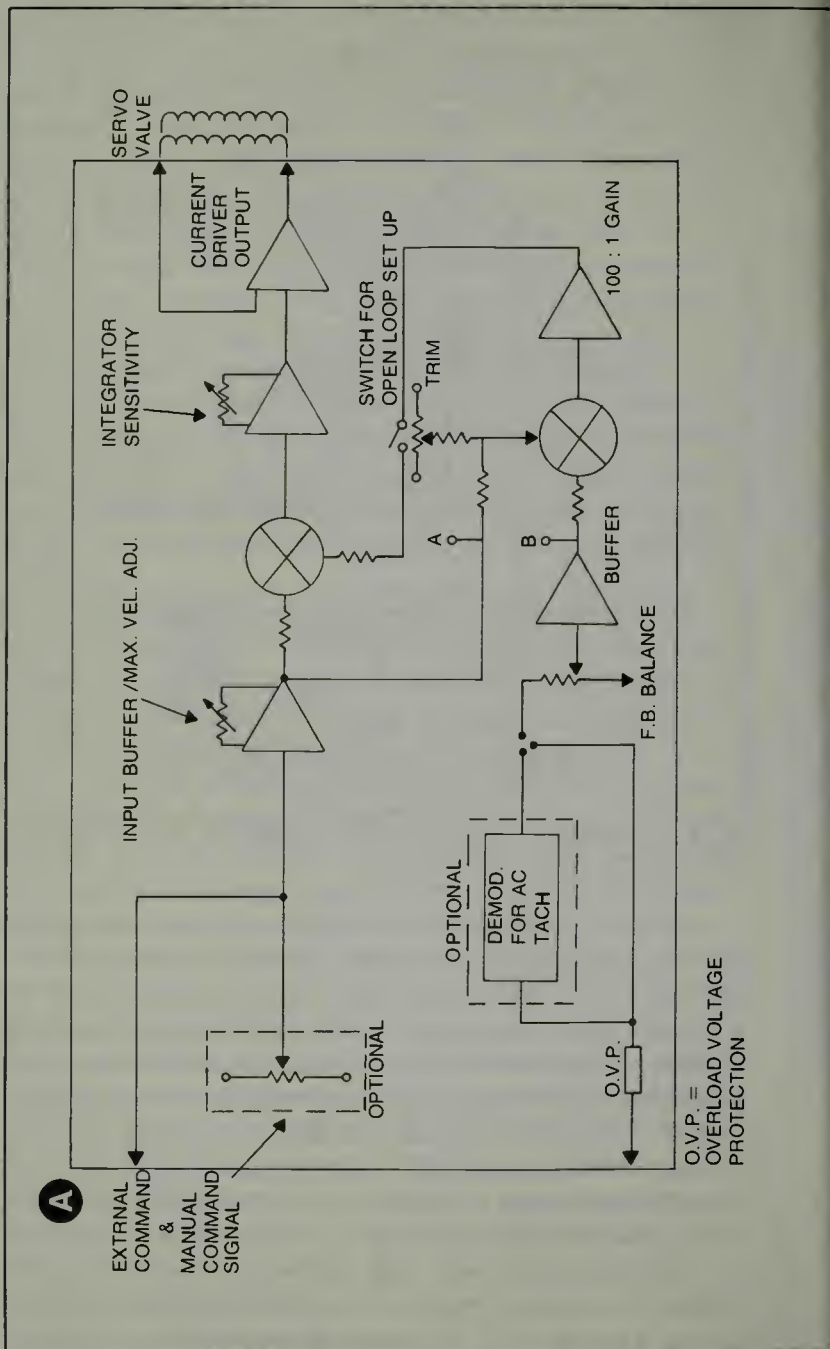 A
EXTRNAL
COMMAND
&
MANUAL
COMMAND
SIGNAL
OPTIONAL
INPUT BUFFER /MAX. VEL. ADJ.
INTEGRATOR
SENSITIVITY
CURRENT
DRIVER
OUTPUT
SERVO
VALVE
SWITCH FOR
OPEN LOOP SET UP
TRIM
A
B
BUFFER
100 : 1 GAIN
F.B. BALANCE
OPTIONAL
DEMOD.
FOR AC
TACH
O.V.P.
O.V.P. =
OVERLOAD VOLTAGE
PROTECTION